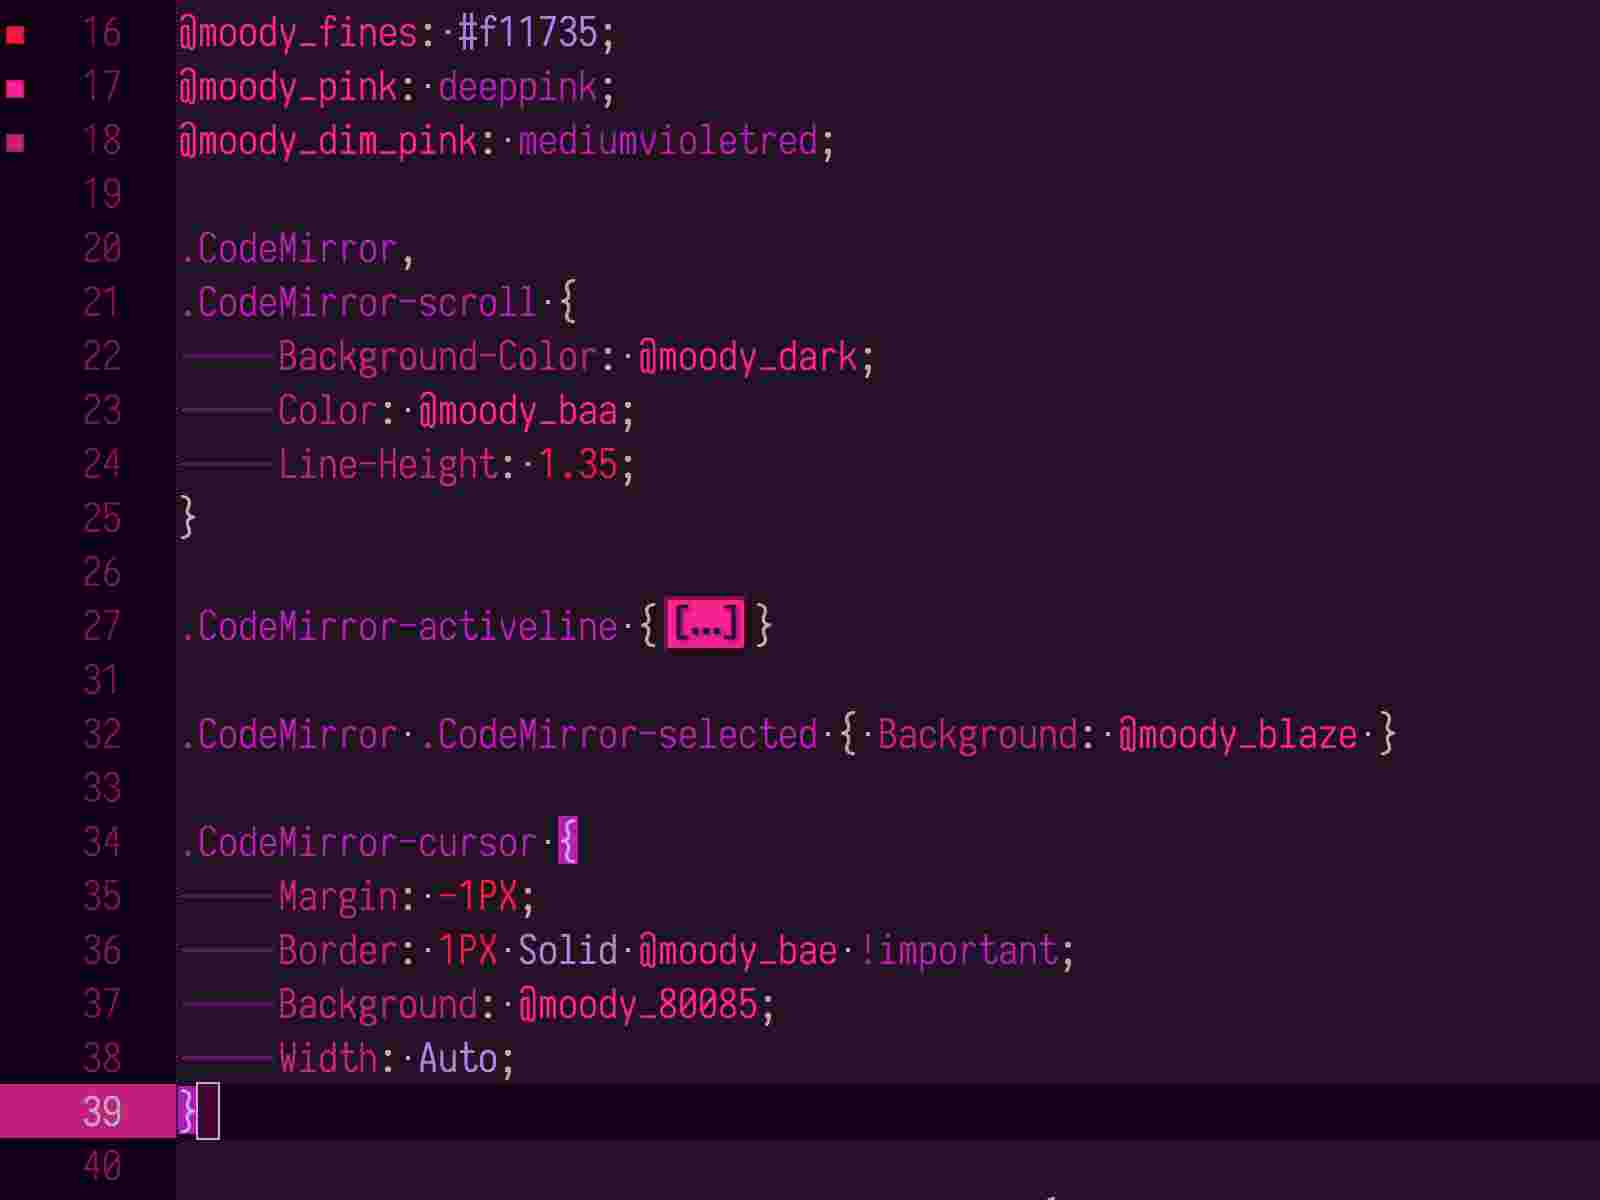 16 @moody_fines: #f11735;
17 @moody_pink: deeppink;
18 @moody_dim_pink: mediumvioletred;
19
20 .CodeMirror,
21 .CodeMirror-scroll {
22 Background-Color: @moody_dark;
23 Color: @moody_baa;
24 Line-Height: 1.35;
25 }
26
27 .CodeMirror-activeline { [...] }
31
32 .CodeMirror .CodeMirror-selected { Background: @moody_blaze }
33
34 .CodeMirror-cursor {
35 Margin: -1PX;
36 Border: 1PX Solid @moody_bae !important;
37 Background: @moody_80085;
38 Width: Auto;
39 }
40